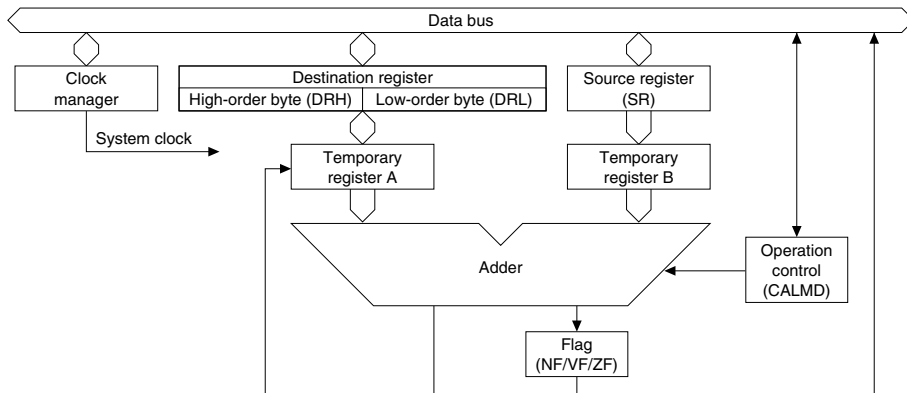 Data bus
Clock
manager
Destination register
High-order byte (DRH)
Low-order byte (DRL)
Source register
(SR)
System clock
Temporary
register A
Temporary
register B
Adder
Operation
control
(CALMD)
Flag
(NF/VF/ZF)